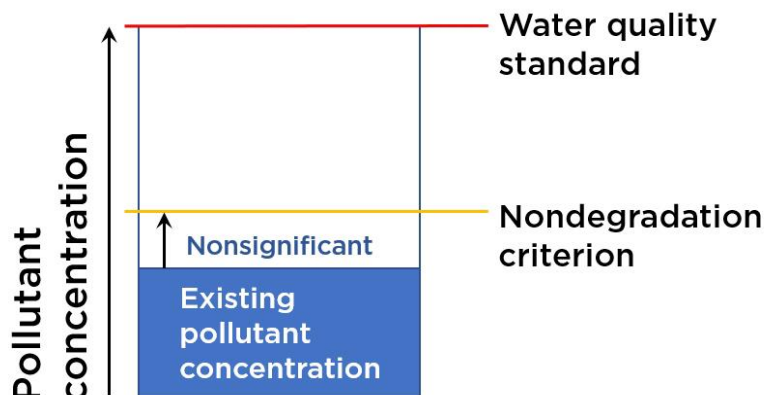 Water quality
standard
Pollutant
concentration
Nondegradation
criterion
Nonsignificant
Existing
pollutant
concentration